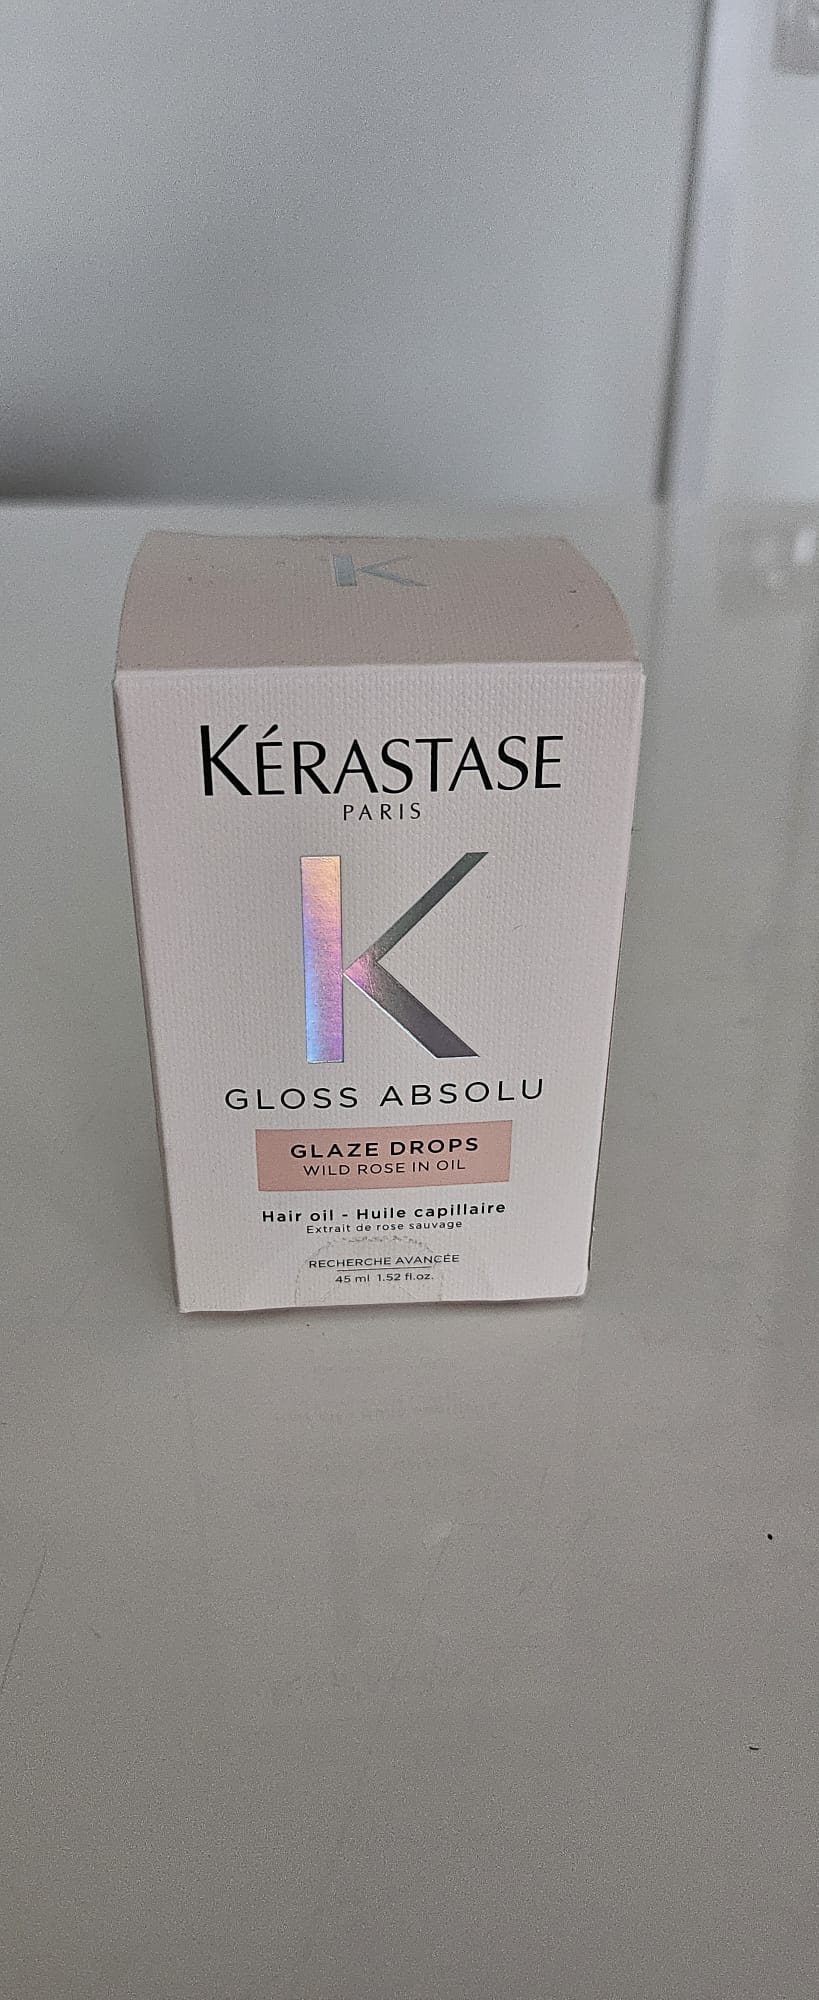 K
KÉRASTASE
PARIS
K
GLOSS ABSOLU
GLAZE DROPS
WILD ROSE IN OIL
Hair oil - Huile capillaire
Extrait de rose sauvage
RECHERCHE AVANCÉE
45 ml 1.52 fl.oz.